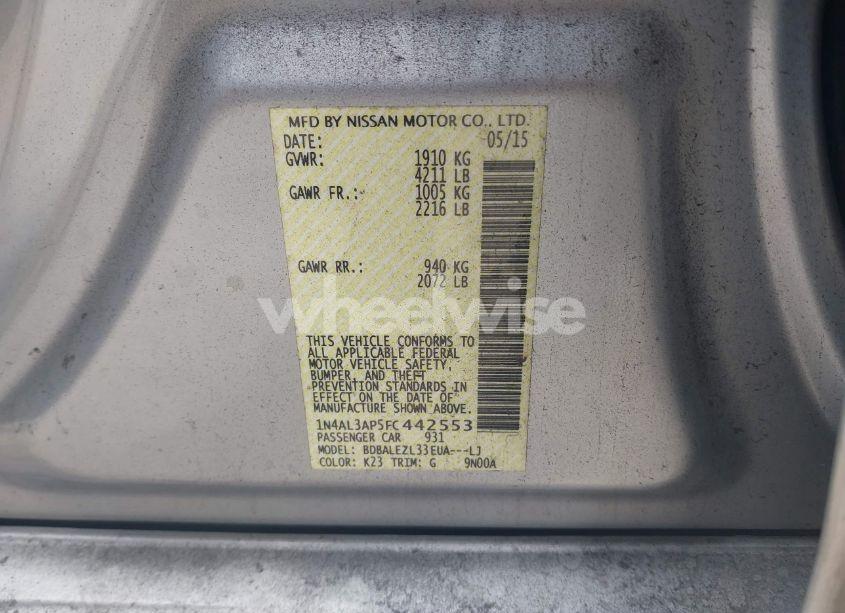 MFD BY NISSAN MOTOR CO., LTD.
DATE: 05/15
GVWR: 1910 KG
4211 LB
GAWR FR.: 1005 KG
2216 LB
GAWR RR.: 940 KG
2072 LB
wheelwise
THIS VEHICLE CONFORMS TO
ALL APPLICABLE FEDERAL
MOTOR VEHICLE SAFETY,
BUMPER, AND THEFT
PREVENTION STANDARDS IN
EFFECT ON THE DATE OF
MANUFACTURE SHOWN ABOVE.
1N4AL3AP5FC442553
PASSENGER CAR 931
MODEL: BDBALEZL33EUA---LJ
COLOR: K23 TRIM: G 9N00A